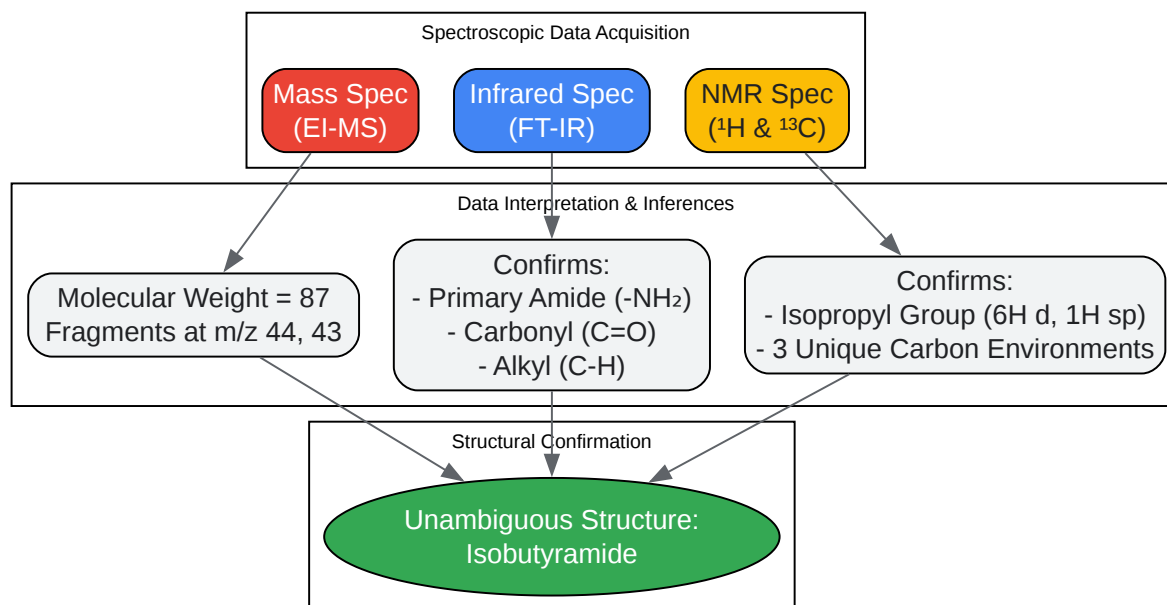 Spectroscopic Data Acquisition
Mass Spec
(EI-MS)
Infrared Spec
(FT-IR)
NMR Spec
(¹H & ¹³C)
Data Interpretation & Inferences
Molecular Weight = 87
Fragments at m/z 44, 43
Confirms:
- Primary Amide (-NH₂)
- Carbonyl (C=O)
- Alkyl (C-H)
Confirms:
- Isopropyl Group (6H d, 1H sp)
- 3 Unique Carbon Environments
Structural Confirmation
Unambiguous Structure:
Isobutyramide